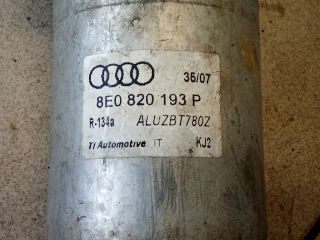 36/07
8E0 820 193 P
R-134a ALUZBT780Z
TI Automotive IT KJ2